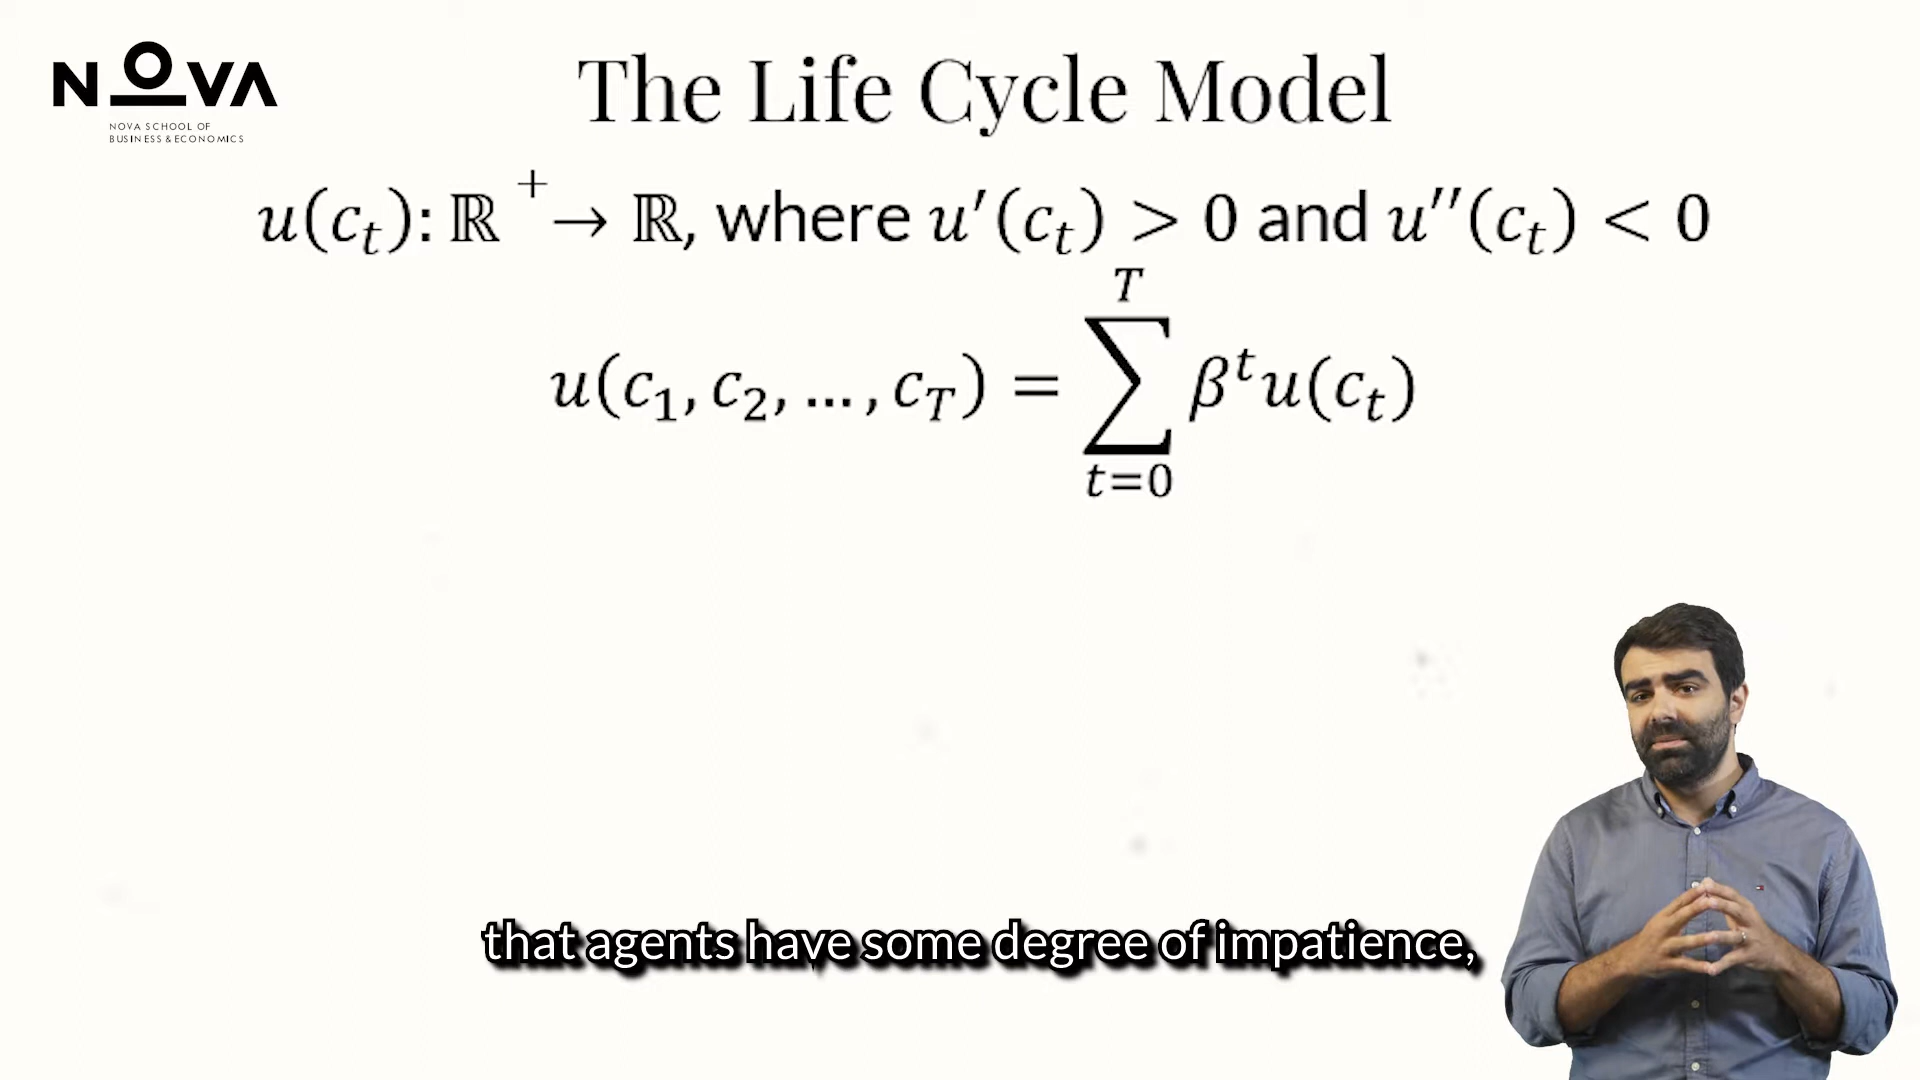 NOVA
NOVA SCHOOL OF
BUSINESS & ECONOMICS
The Life Cycle Model
u(c_t): ℝ^+ → ℝ, where u′(c_t) > 0 and u′′(c_t) < 0
u(c_1, c_2, ..., c_T) = ∑_{t=0}^{T} β^t u(c_t)
that agents have some degree of impatience,